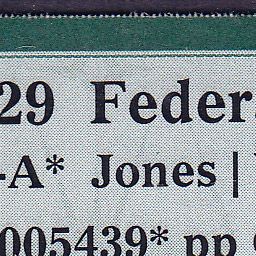 29 Feder
-A* Jones |
005439* pp